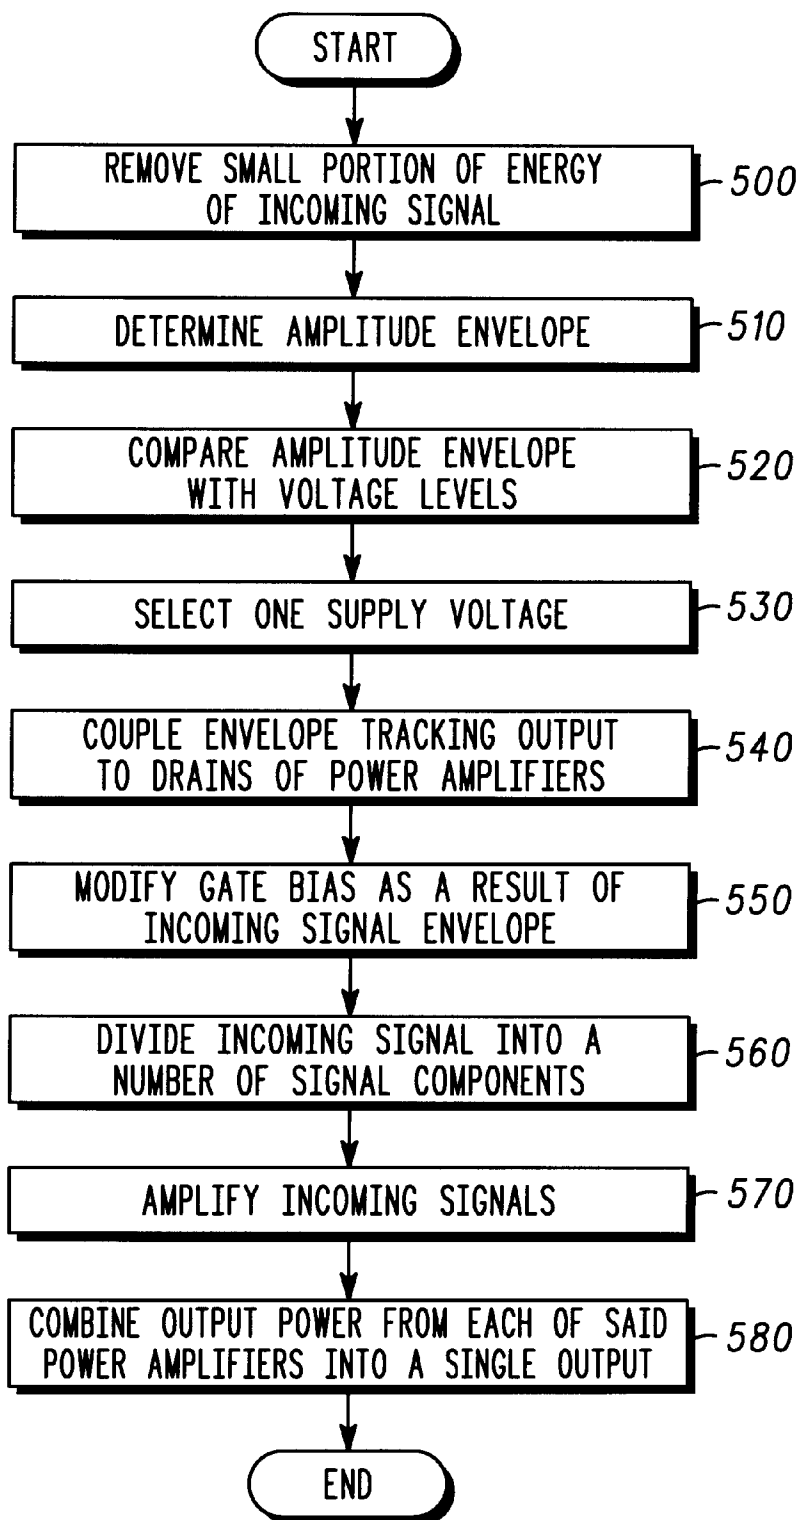 START
REMOVE SMALL PORTION OF ENERGY
OF INCOMING SIGNAL
500
DETERMINE AMPLITUDE ENVELOPE
510
COMPARE AMPLITUDE ENVELOPE
WITH VOLTAGE LEVELS
520
SELECT ONE SUPPLY VOLTAGE
530
COUPLE ENVELOPE TRACKING OUTPUT
TO DRAINS OF POWER AMPLIFIERS
540
MODIFY GATE BIAS AS A RESULT OF
INCOMING SIGNAL ENVELOPE
550
DIVIDE INCOMING SIGNAL INTO A
NUMBER OF SIGNAL COMPONENTS
560
AMPLIFY INCOMING SIGNALS
570
COMBINE OUTPUT POWER FROM EACH OF SAID
POWER AMPLIFIERS INTO A SINGLE OUTPUT
580
END